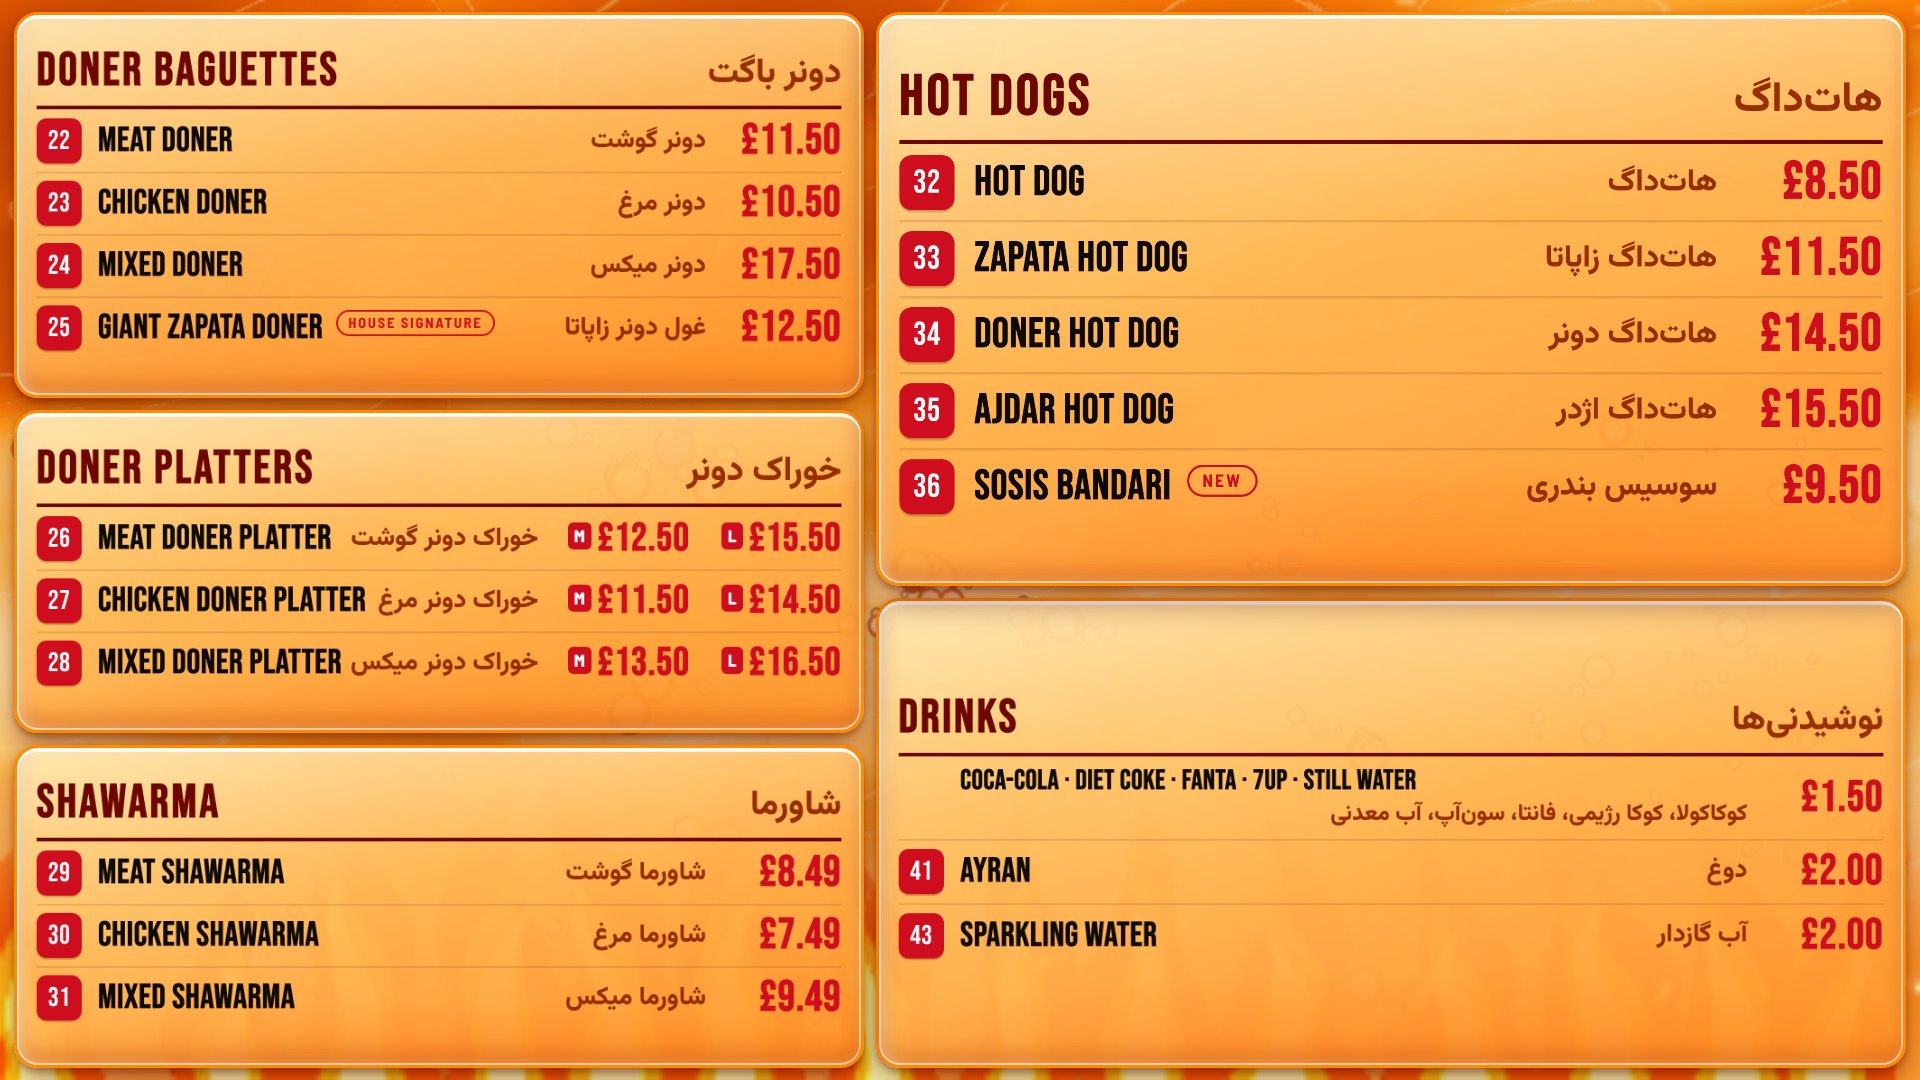 DONER BAGUETTES دونر باگت
22 MEAT DONER دونر گوشت £11.50
23 CHICKEN DONER دونر مرغ £10.50
24 MIXED DONER دونر میکس £17.50
25 GIANT ZAPATA DONER HOUSE SIGNATURE غول دونر زاپاتا £12.50
DONER PLATTERS خوراک دونر
26 MEAT DONER PLATTER خوراک دونر گوشت M £12.50 L £15.50
27 CHICKEN DONER PLATTER خوراک دونر مرغ M £11.50 L £14.50
28 MIXED DONER PLATTER خوراک دونر میکس M £13.50 L £16.50
SHAWARMA شاورما
29 MEAT SHAWARMA شاورما گوشت £8.49
30 CHICKEN SHAWARMA شاورما مرغ £7.49
31 MIXED SHAWARMA شاورما میکس £9.49
HOT DOGS هات‌داگ
32 HOT DOG هات‌داگ £8.50
33 ZAPATA HOT DOG هات‌داگ زاپاتا £11.50
34 DONER HOT DOG هات‌داگ دونر £14.50
35 AJDAR HOT DOG هات‌داگ اژدر £15.50
36 SOSIS BANDARI NEW سوسیس بندری £9.50
DRINKS نوشیدنی‌ها
COCA-COLA · DIET COKE · FANTA · 7UP · STILL WATER £1.50
کوکاکولا، کوکا رژیمی، فانتا، سون‌آپ، آب معدنی
41 AYRAN دوغ £2.00
43 SPARKLING WATER آب گازدار £2.00